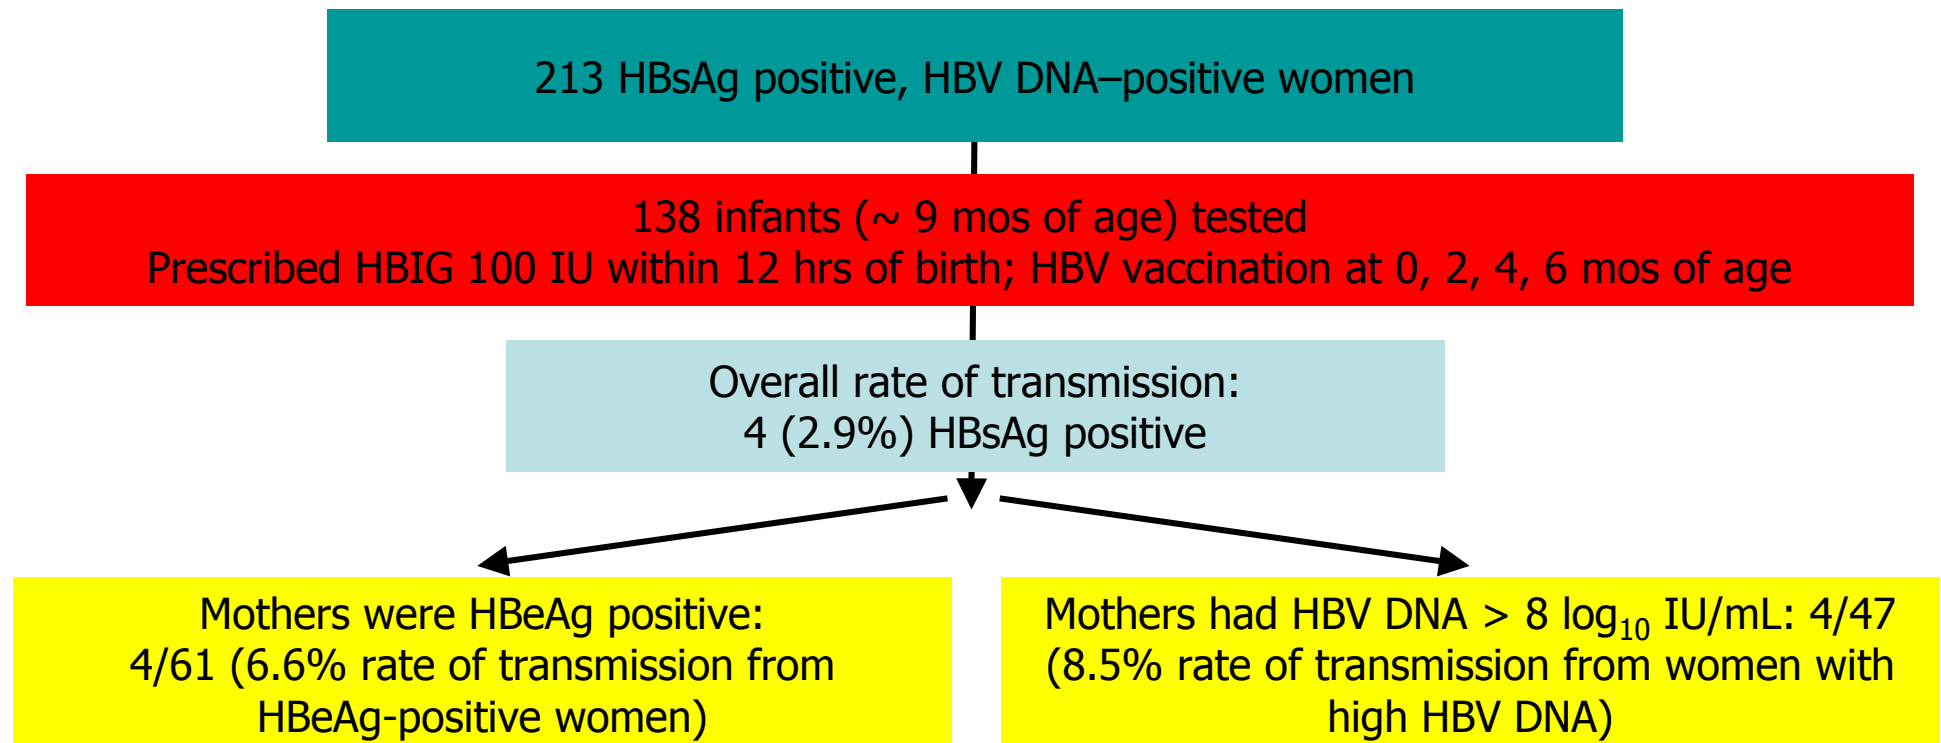 213 HBsAg positive, HBV DNA–positive women
138 infants (~ 9 mos of age) tested
Prescribed HBIG 100 IU within 12 hrs of birth; HBV vaccination at 0, 2, 4, 6 mos of age
Overall rate of transmission:
4 (2.9%) HBsAg positive
Mothers were HBeAg positive:
4/61 (6.6% rate of transmission from
HBeAg-positive women)
Mothers had HBV DNA > 8 log₁₀ IU/mL: 4/47
(8.5% rate of transmission from women with
high HBV DNA)